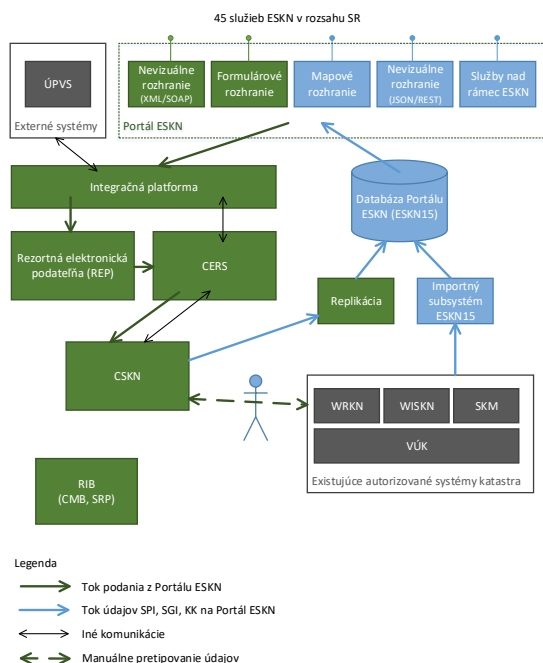 45 služieb ESKN v rozsahu SR
ÚPVS
Externé systémy
Nevizuálne
rozhranie
(XML/SOAP)
Formulárové
rozhranie
Mapové
rozhranie
Nevizuálne
rozhranie
(JSON/REST)
Služby nad
rámec ESKN
Portál ESKN
Integračná platforma
Databáza Portálu
ESKN (ESKN15)
Rezortná elektronická
podateľňa (REP)
CERS
Replikácia
Importný
subsystém
ESKN15
CSKN
WRKN
WISKN
SKM
VÚK
Existujúce autorizované systémy katastra
RIB
(CMB, SRP)
Legenda
Tok podania z Portálu ESKN
Tok údajov SPI, SGI, KK na Portál ESKN
Iné komunikácie
Manuálne pretipovanie údajov